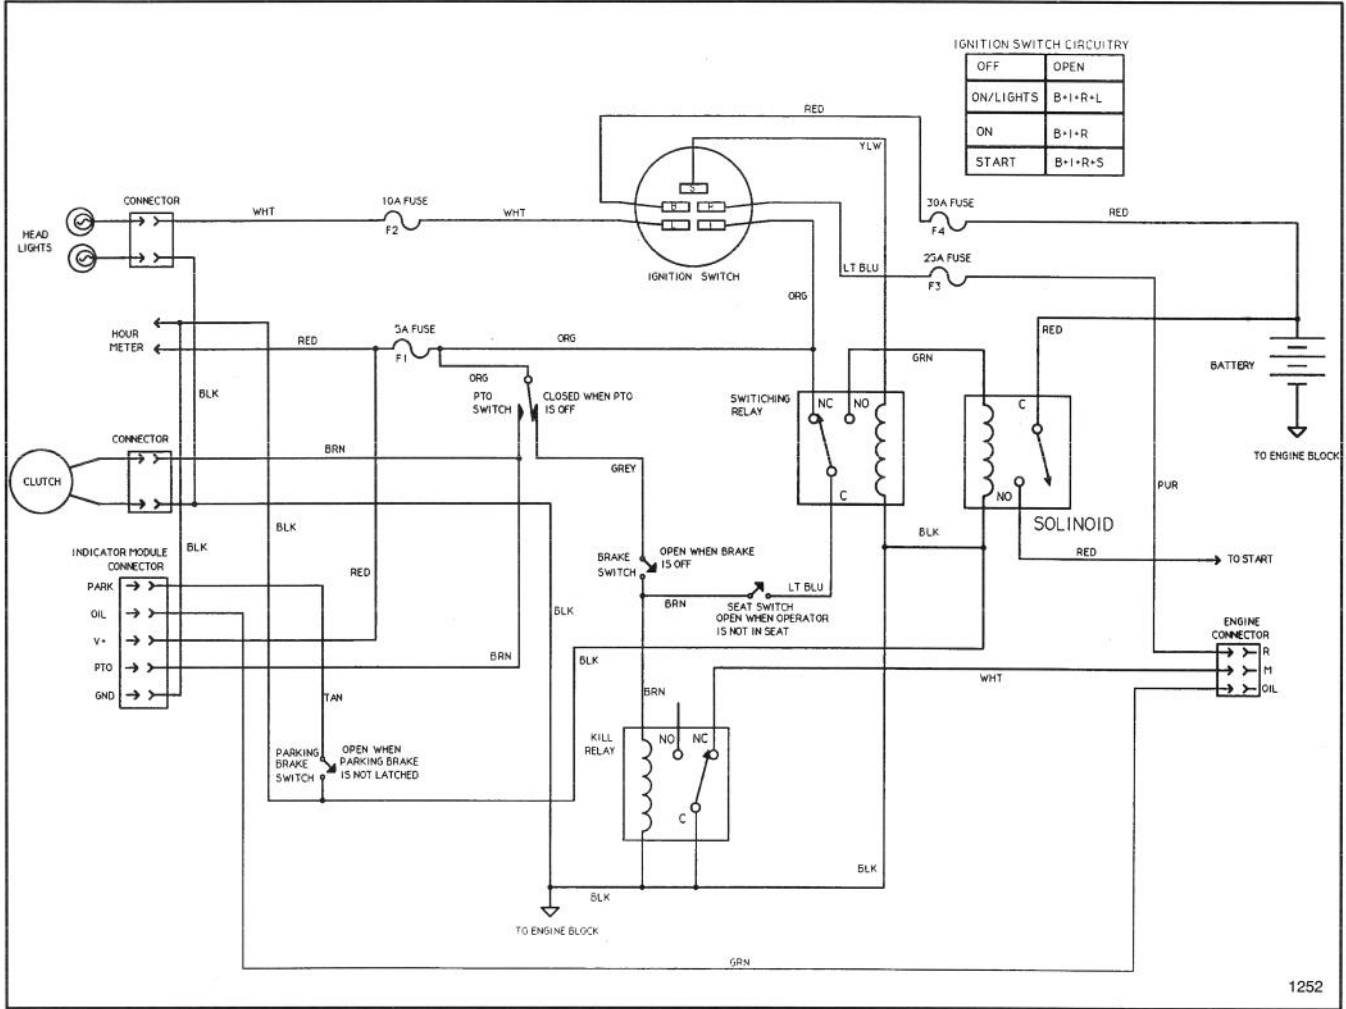 IGNITION SWITCH CIRCUITRY
OFF OPEN
ON/LIGHTS B+I+R+L
ON B+I+R
START B+I+R+S
RED
YLW
S
B R
L I
IGNITION SWITCH
CONNECTOR
WHT
10A FUSE
F2
WHT
HEAD
LIGHTS
30A FUSE
F4
RED
LT BLU
25A FUSE
F3
ORG
HOUR
METER
RED
5A FUSE
F1
ORG
RED
GRN
BATTERY
TO ENGINE BLOCK
BLK
ORG
PTO
SWITCH
CLOSED WHEN PTO
IS OFF
SWITICHING
RELAY
NC NO
C
C
NO
SOLINOID
CONNECTOR
BRN
GREY
CLUTCH
PUR
BLK
BLK
BLK
RED
TO START
INDICATOR MODULE
CONNECTOR
PARK
OIL
V+
PTO
GND
RED
BRAKE
SWITCH
OPEN WHEN BRAKE
IS OFF
BRN
LT BLU
SEAT SWITCH
OPEN WHEN OPERATOR
IS NOT IN SEAT
BLK
BRN
BLK
ENGINE
CONNECTOR
R
M
OIL
WHT
TAN
BRN
PARKING
BRAKE
SWITCH
OPEN WHEN
PARKING BRAKE
IS NOT LATCHED
KILL
RELAY
NO NC
C
BLK
BLK
TO ENGINE BLOCK
GRN
1252